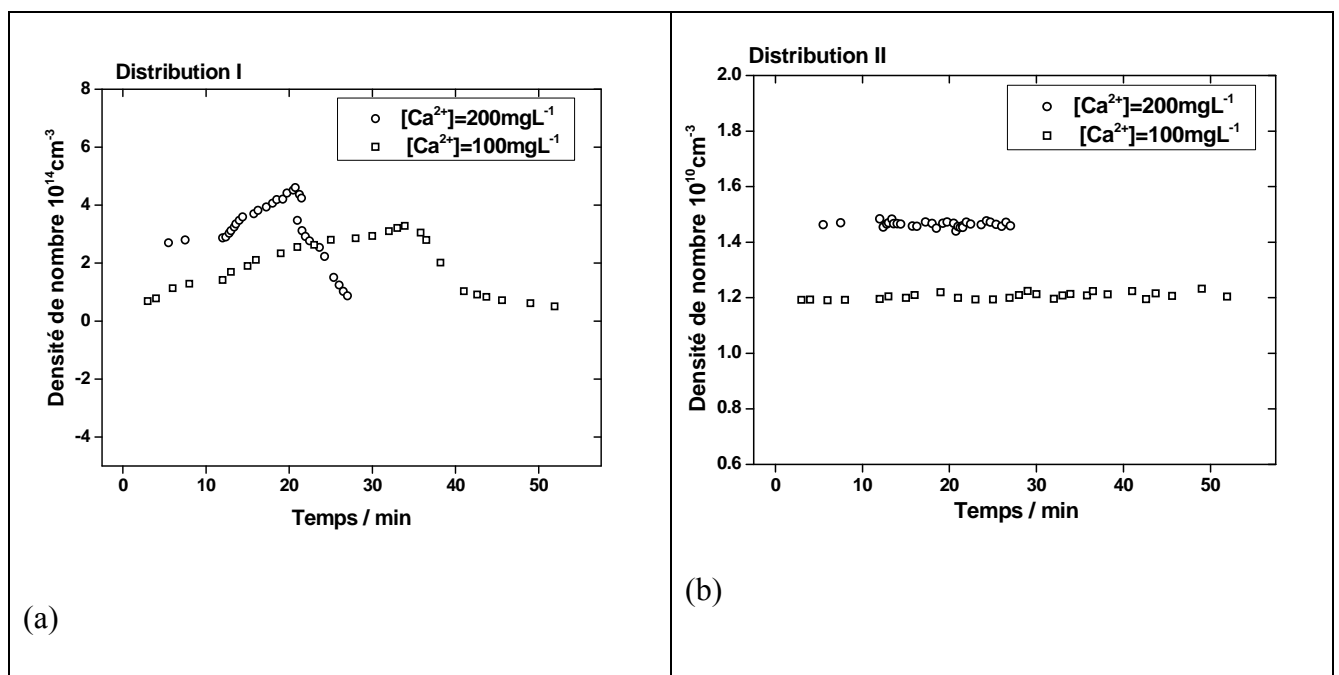 Distribution I
[Ca²⁺]=200mgL⁻¹
[Ca²⁺]=100mgL⁻¹
Densité de nombre 10¹⁴cm⁻³
8
6
4
2
0
-2
-4
0 10 20 30 40 50
Temps / min
(a)
Distribution II
[Ca²⁺]=200mgL⁻¹
[Ca²⁺]=100mgL⁻¹
Densité de nombre 10¹⁰cm⁻³
2.0
1.8
1.6
1.4
1.2
1.0
0.8
0.6
0 10 20 30 40 50
Temps / min
(b)